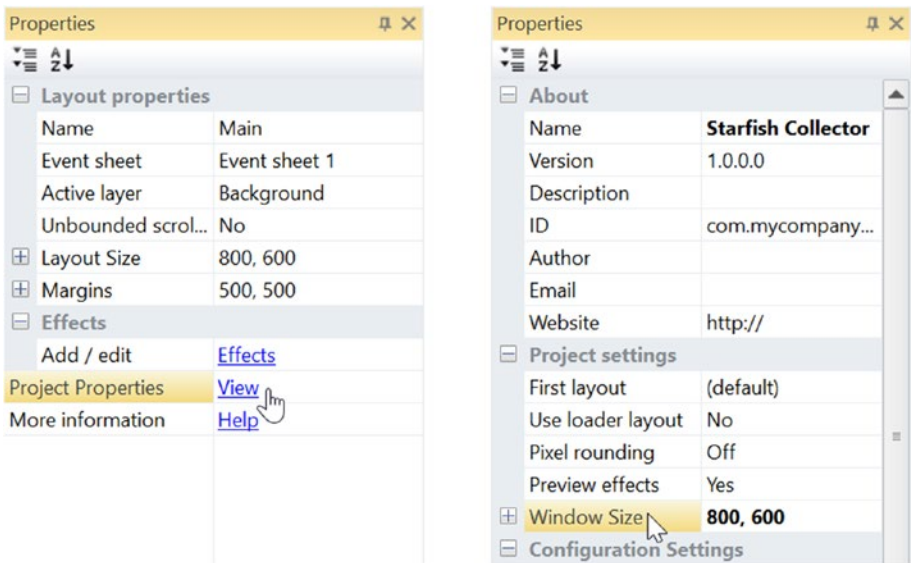 Properties
Layout properties
Name Main
Event sheet Event sheet 1
Active layer Background
Unbounded scrol... No
Layout Size 800, 600
Margins 500, 500
Effects
Add / edit Effects
Project Properties View
More information Help
Properties
About
Name Starfish Collector
Version 1.0.0.0
Description
ID com.mycompany...
Author
Email
Website http://
Project settings
First layout (default)
Use loader layout No
Pixel rounding Off
Preview effects Yes
Window Size 800, 600
Configuration Settings